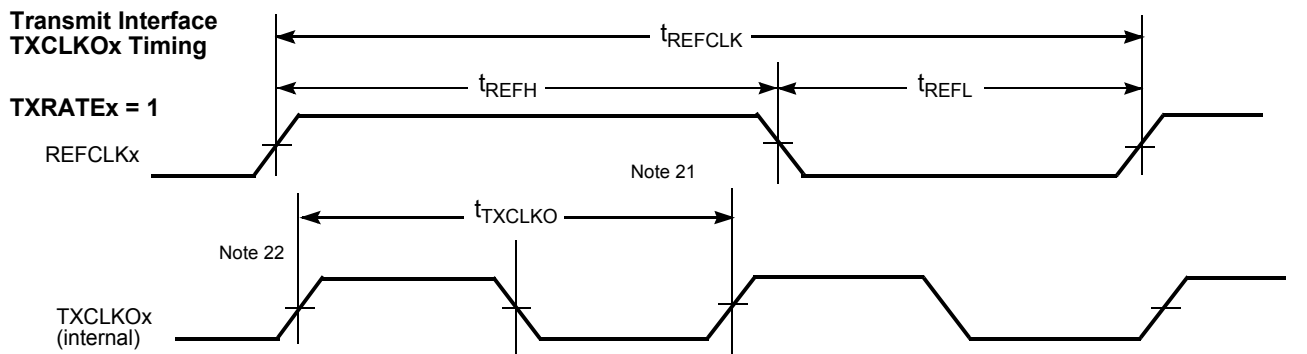 Transmit Interface
TXCLKOx Timing
tREFCLK
tREFH
tREFL
TXRATEx = 1
REFCLKx
Note 21
tTXCLKO
Note 22
TXCLKOx
(internal)